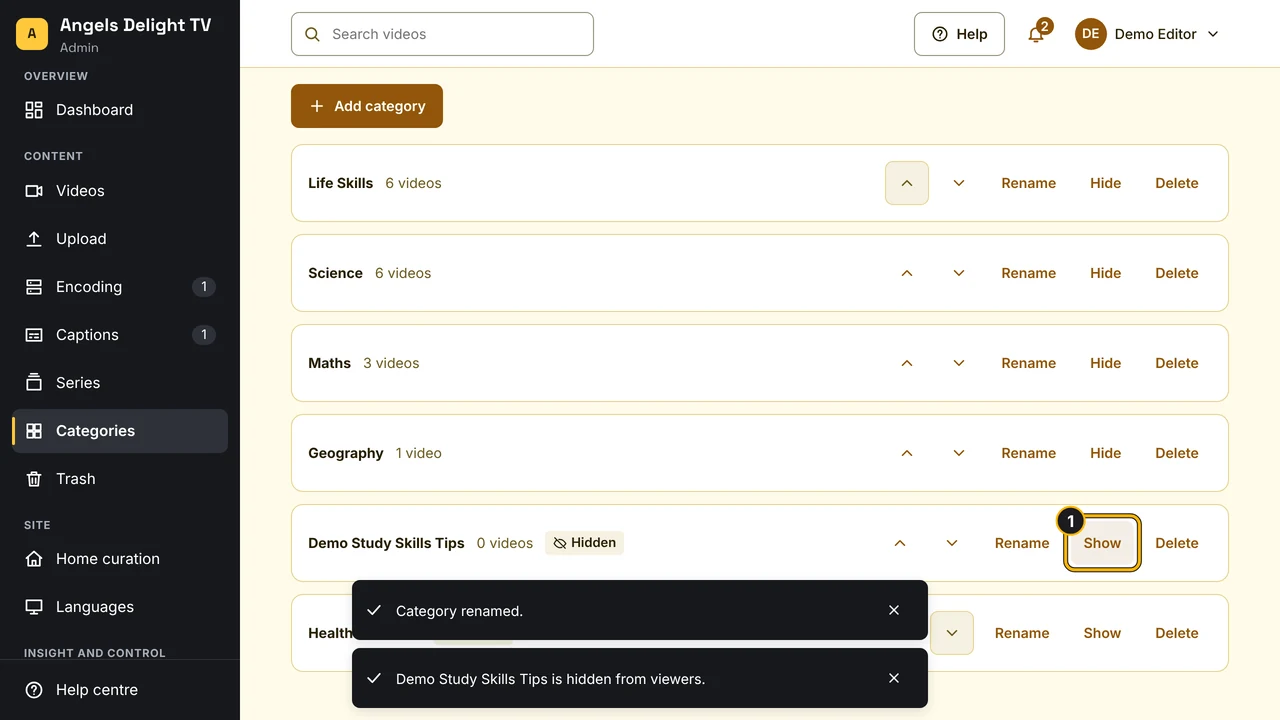 A
Angels Delight TV
Admin
OVERVIEW
Dashboard
CONTENT
Videos
Upload
Encoding 1
Captions 1
Series
Categories
Trash
SITE
Home curation
Languages
INSIGHT AND CONTROL
Help centre
Search videos
Help
2
DE
Demo Editor
Add category
Life Skills 6 videos Rename Hide Delete
Science 6 videos Rename Hide Delete
Maths 3 videos Rename Hide Delete
Geography 1 video Rename Hide Delete
1
Demo Study Skills Tips 0 videos Hidden Rename Show Delete
Health Rename Show Delete
Category renamed.
Demo Study Skills Tips is hidden from viewers.